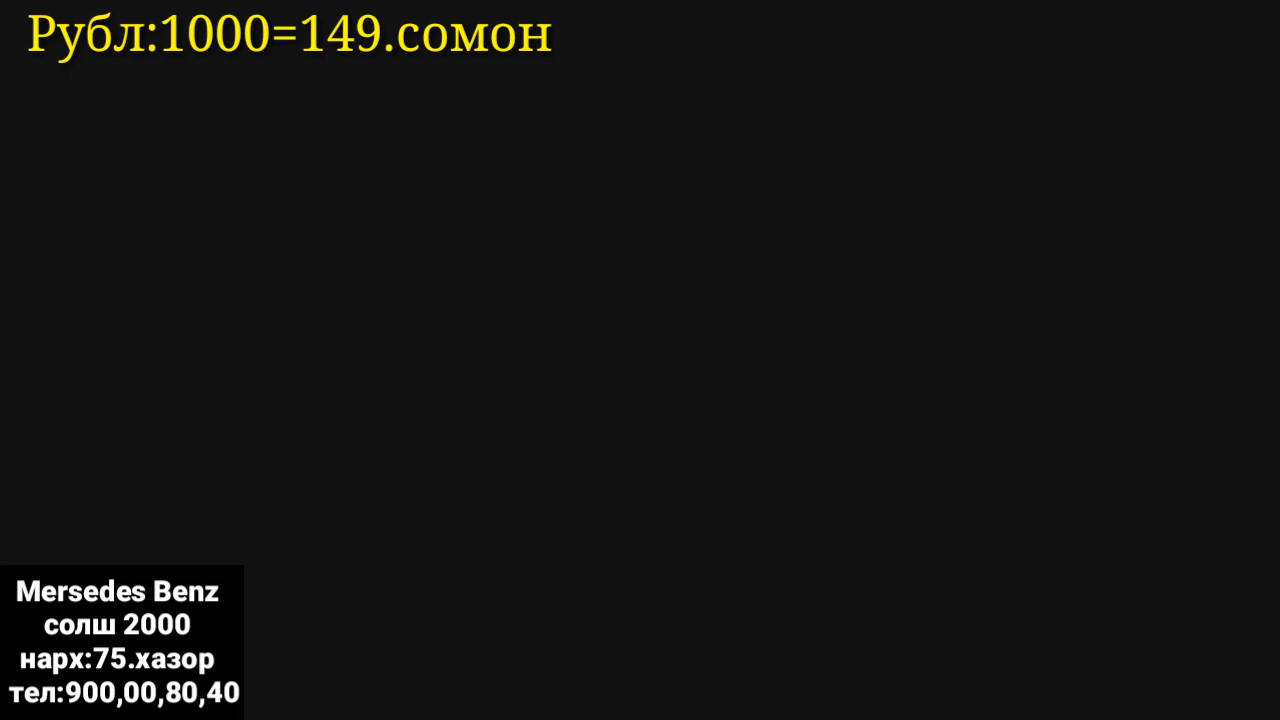 Рубл:1000=149.сомон
Mersedes Benz
солш 2000
нарх:75.хазор
тел:900,00,80,40